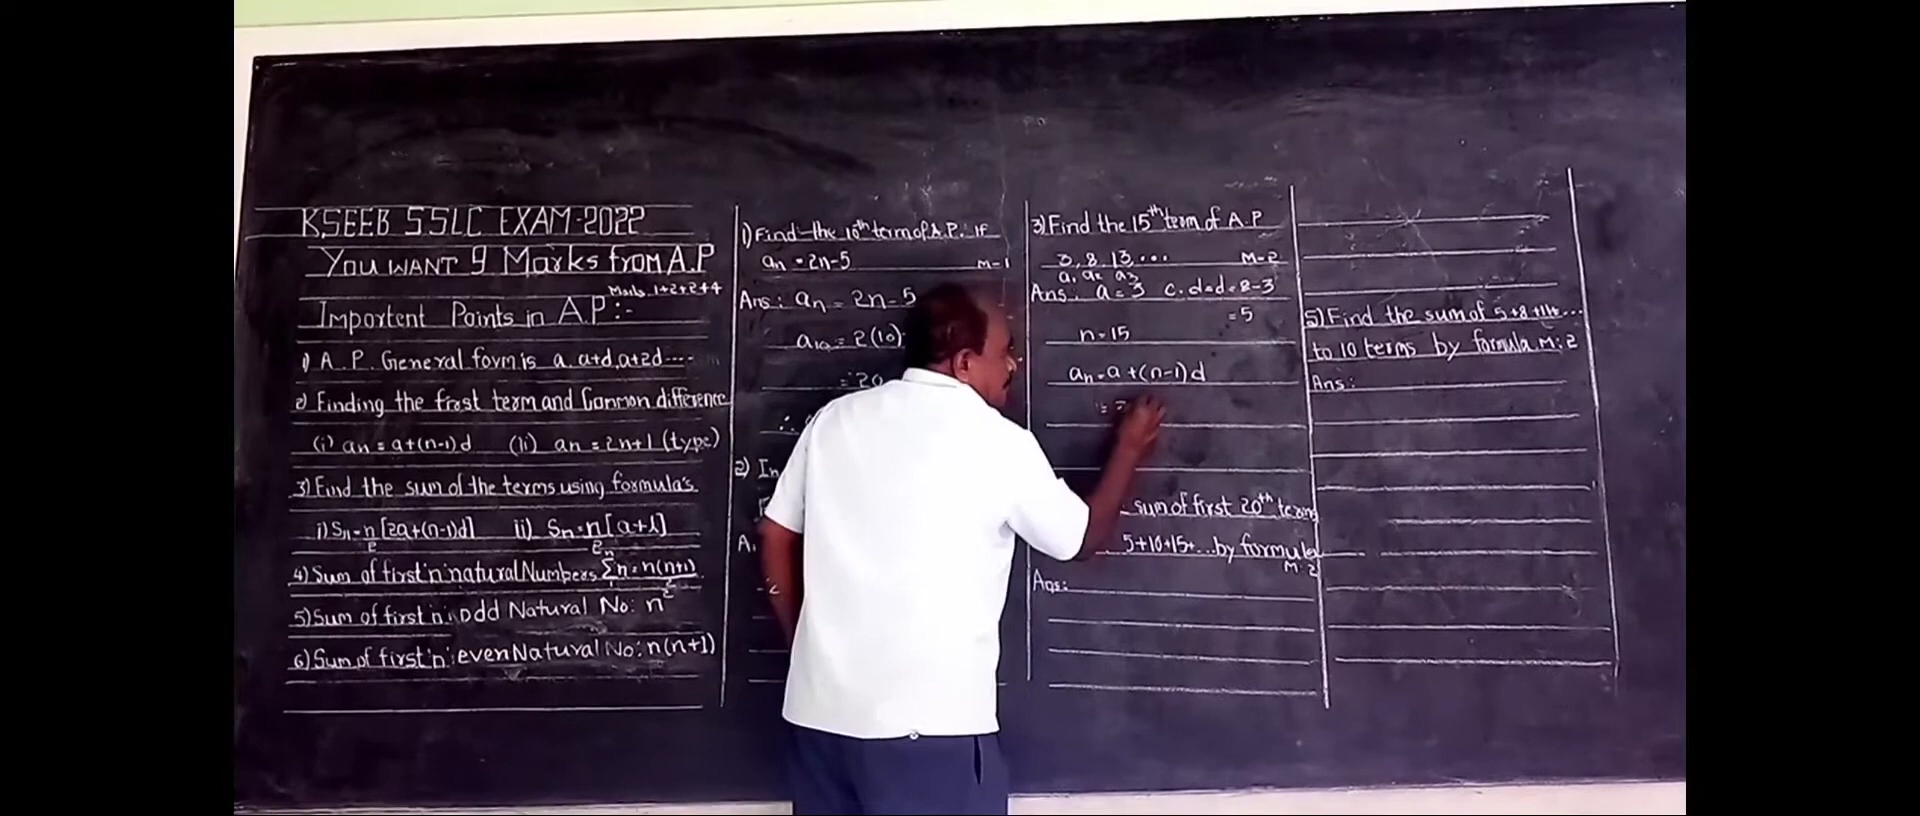 KSEEB SSLC EXAM-2022
YOU WANT 9 Marks from A.P
Marks 1+2+2+4
Importent Points in A.P:-
1) A.P. General form is a, a+d, a+2d----
2) Finding the frist term and Common difference
(i) an = a+(n-1)d (ii) an = 2n+1 (type)
3) Find the sum of the terms using formula's
i) Sn = n/2 [2a+(n-1)d] ii) Sn = n/2 [a+l]
4) Sum of first 'n' natural Numbers Σn = n(n+1)/2
5) Sum of first 'n' odd Natural No: n²
6) Sum of first 'n' even Natural No: n(n+1)
1) Find the 10th term of A.P. If
an = 2n-5 M=1
Ans: an = 2n-5
a10 = 2(10)
= 20
∴
2) In
3) Find the 15th term of A.P
3, 8, 13, ... M=2
a1 a2 a3
Ans: a = 3 c.d=d = 8-3
= 5
n=15
an = a+(n-1)d
=
sum of first 20th terms
5+10+15+...by formula
M:2
Ans:
5) Find the sum of 5+8+11+...
to 10 terms by formula M:2
Ans: